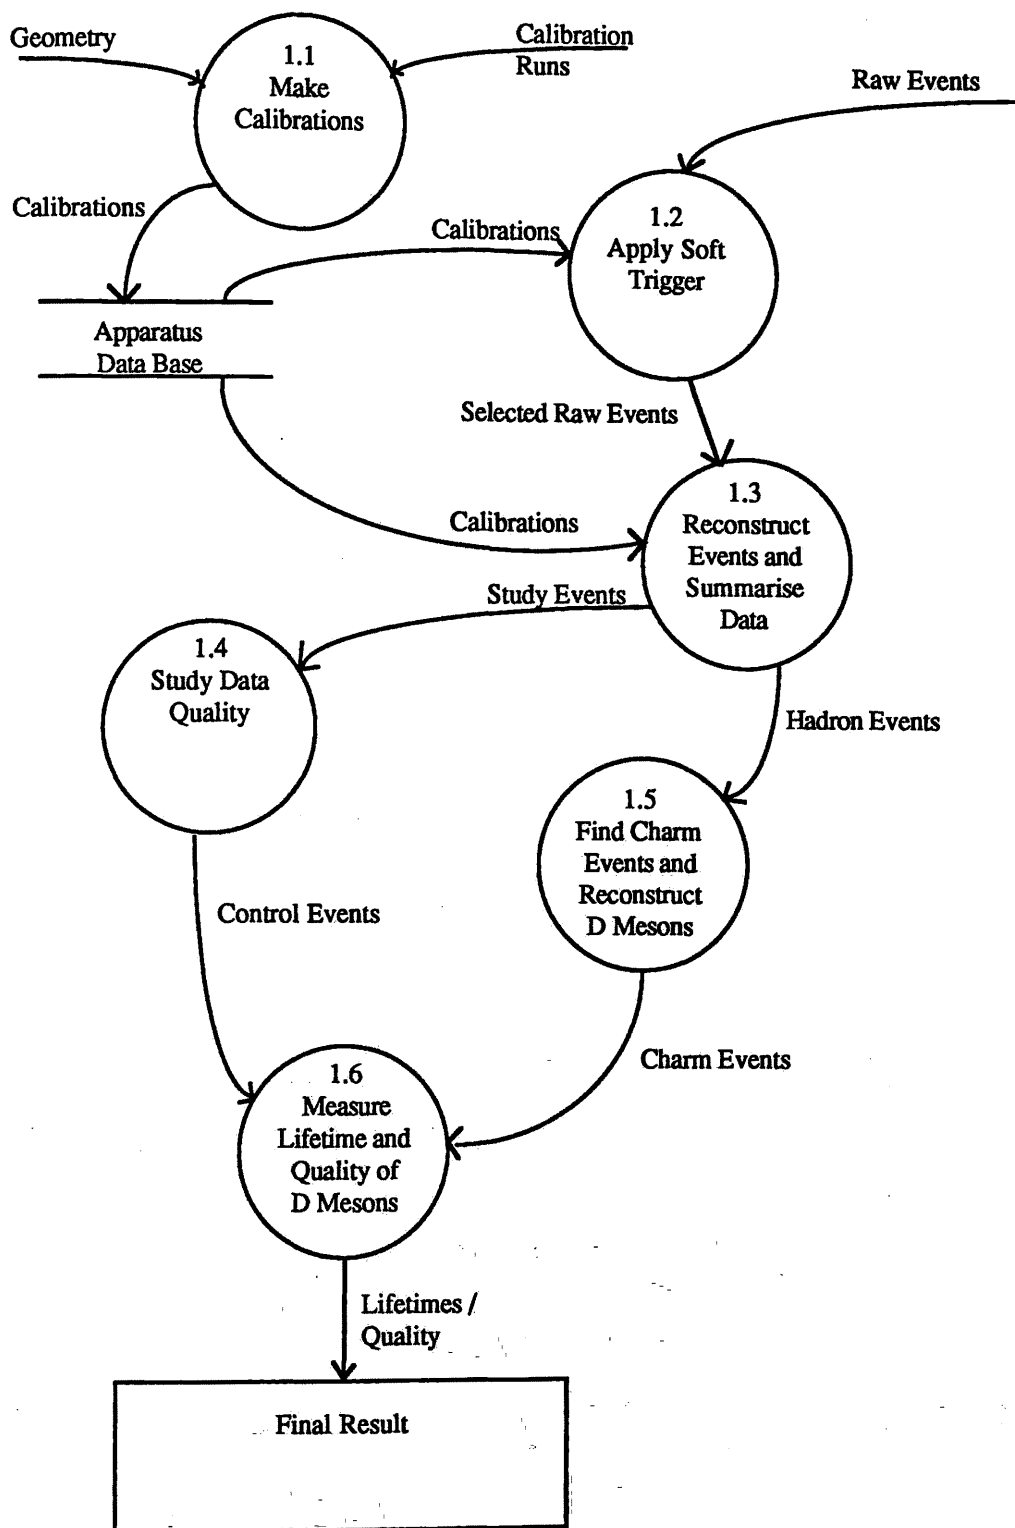 Geometry
1.1
Make
Calibrations
Calibration
Runs
Raw Events
Calibrations
Calibrations
1.2
Apply Soft
Trigger
Apparatus
Data Base
Selected Raw Events
1.3
Reconstruct
Events and
Summarise
Data
Calibrations
Study Events
1.4
Study Data
Quality
Hadron Events
1.5
Find Charm
Events and
Reconstruct
D Mesons
Control Events
Charm Events
1.6
Measure
Lifetime and
Quality of
D Mesons
Lifetimes /
Quality
Final Result